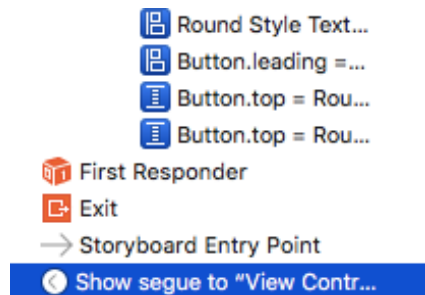 Round Style Text...
Button.leading =...
Button.top = Rou...
Button.top = Rou...
First Responder
Exit
Storyboard Entry Point
Show segue to "View Contr...